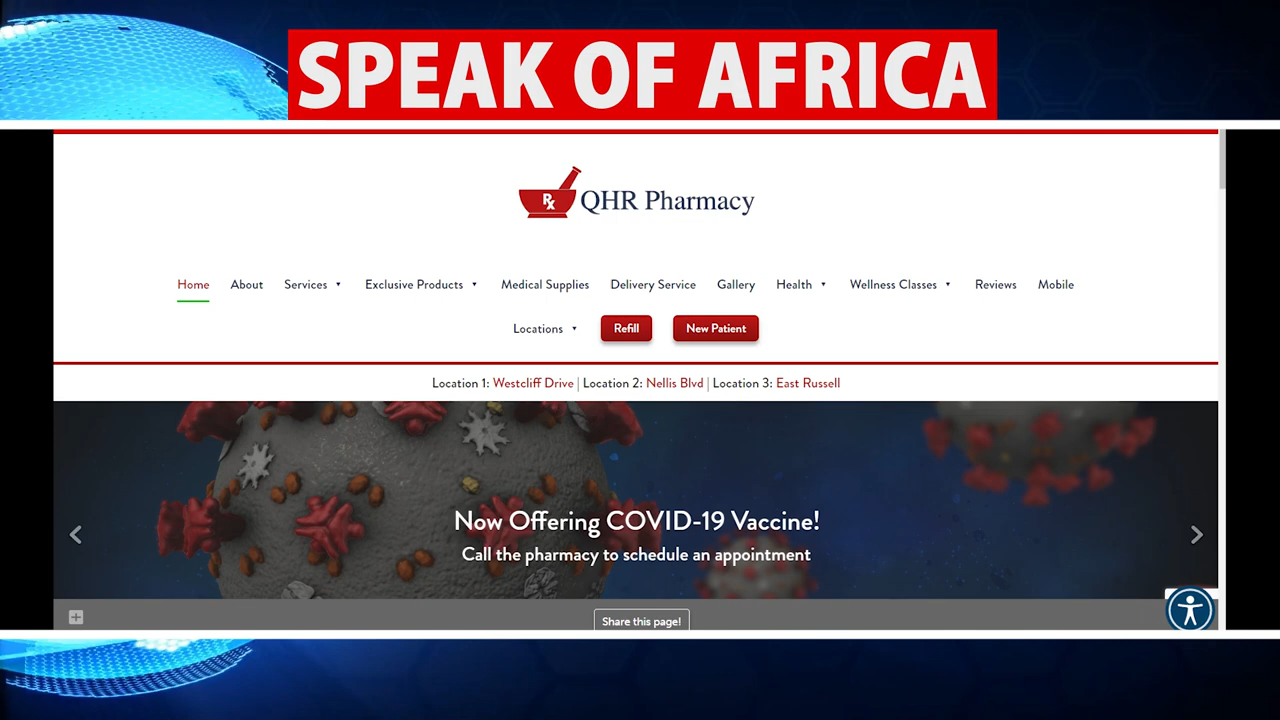 SPEAK OF AFRICA
Rx QHR Pharmacy
Home About Services Exclusive Products Medical Supplies Delivery Service Gallery Health Wellness Classes Reviews Mobile
Locations Refill New Patient
Location 1: Westcliff Drive | Location 2: Nellis Blvd | Location 3: East Russell
Now Offering COVID-19 Vaccine!
Call the pharmacy to schedule an appointment
Share this page!